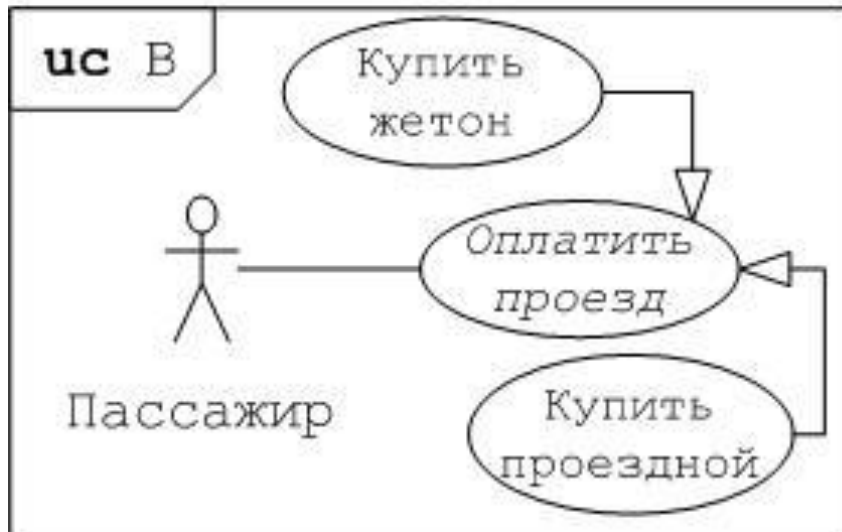 uc В
Купить
жетон
Оплатить
проезд
Пассажир
Купить
проездной